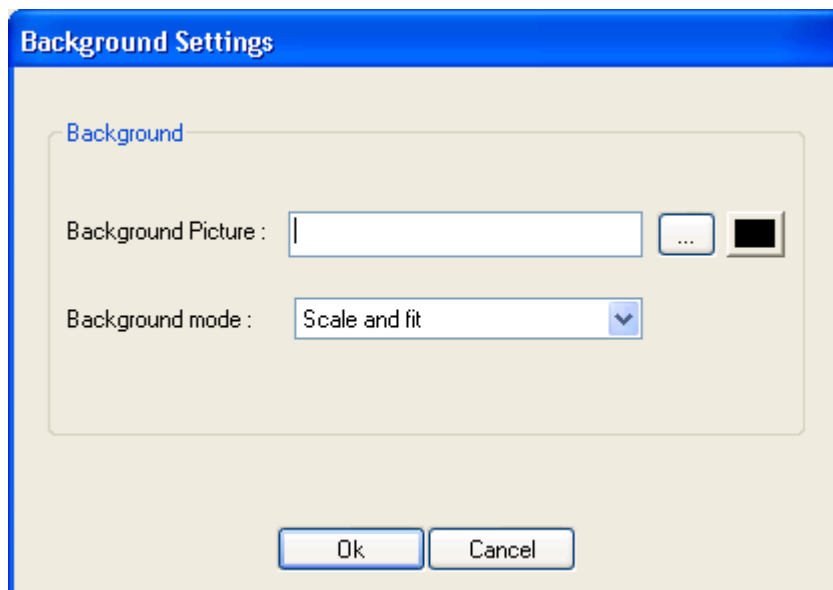 Background Settings
Background
Background Picture :
...
Background mode :
Scale and fit
Ok
Cancel